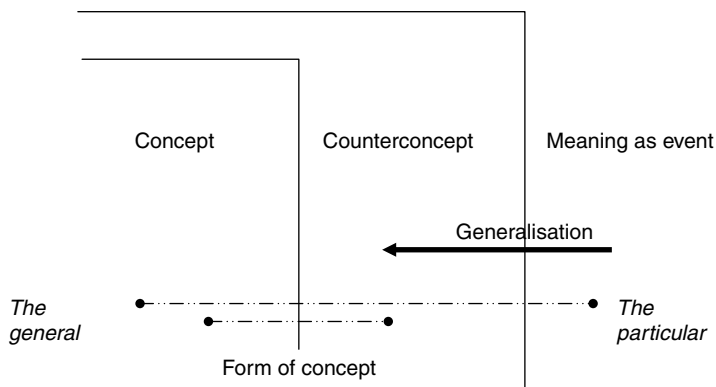 Concept
Counterconcept
Meaning as event
Generalisation
The
general
The
particular
Form of concept